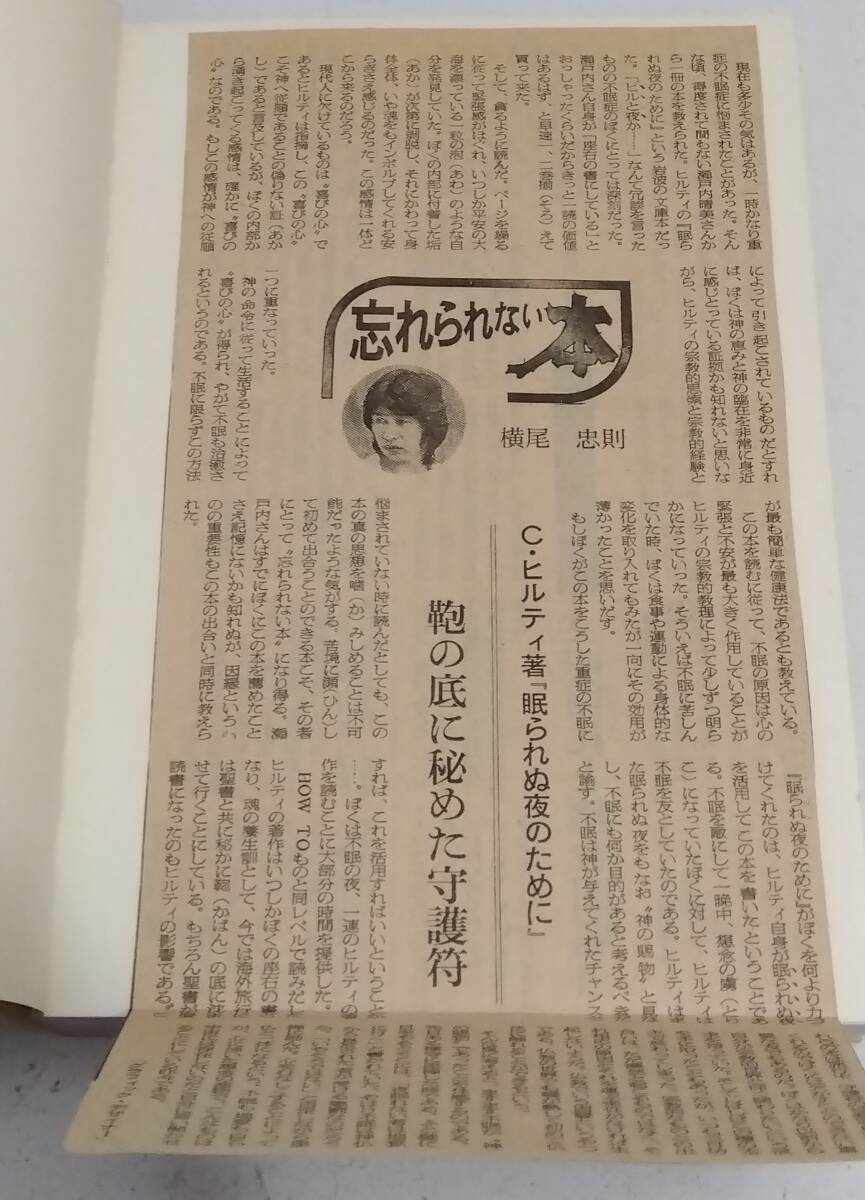 現在も多少その気はあるが、一時かなり重
症の不眠症に悩まされたことがあった。そん
な頃、得度されて間もない瀬戸内晴美さんか
ら一冊の本を教えられた。ヒルティの『眠ら
れぬ夜のために』という岩波の文庫本だっ
た。「ヒルと夜か……」なんて冗談を言った
ものの不眠症のぼくにとっては深刻だった。
瀬戸内さん自身が「座右の書にしている」と
おっしゃったくらいだからきっと一読の価値
はあるはず、と早速一、二巻揃(そろ)えて
買って来た。
そして、貪るように読んだ。ページを繰る
に従って緊張感がほぐれ、いつしか平安の大
海を漂っている一粒の泡(あわ)のような自
分を発見していた。ぼくの内部に付着した垢
(あか)が次第に剥脱し、それにかわって身
体全体、いや魂をもインボルブしてくれる安
らぎさえ感じるのだった。この感情は一体ど
こから来るのだろう。
現代人に欠けているものは“喜びの心”で
あるとヒルティは指摘し、この“喜びの心”
こそ神へ従順であることの偽りない証(あか
し)であると言及しているが、ぼくの内部か
ら湧き起こってくる感情は、確かに“喜びの
心”なのである。もしこの感情が神への従順
によって引き起こされているものだとすれ
ば、ぼくは神の恵みと神の臨在を非常に身近
に感じとっている証拠かも知れないと思いな
がら、ヒルティの宗教的思索と宗教的経験と
忘れられない本
横尾 忠則
一つに重なっていった。
神の命令に従って生活することによって
“喜びの心”が得られ、やがて不眠も治癒さ
れるというのである。不眠に限らずこの方法
が最も簡単な健康法であるとも教えている。
この本を読むに従って、不眠の原因は心の
緊張と不安が最も大きく作用していることが
ヒルティの宗教的教理によって少しずつ明ら
かになっていった。そういえば不眠に苦しん
でいた時、ぼくは食事や運動による身体的な
変化を取り入れてもみたが一向にその効用が
薄かったことを思いだす。
もしぼくがこの本をこうした重症の不眠に
C・ヒルティ著『眠られぬ夜のために』
鞄の底に秘めた守護符
悩まされていない時に読んだとしても、この
本の真の思想を噛(か)みしめることは不可
能だったような気がする。苦境に瀕(ひん)し
て初めて出合うことのできる本こそ、その者
にとって“忘れられない本”になり得る。瀬
戸内さんはすでにぼくにこの本を薦めたこと
さえ記憶にないかも知れぬが、因縁という
のの重要性もこの本の出合いと同時に教えら
れた。
『眠られぬ夜のために』がぼくを何より力づ
けてくれたのは、ヒルティ自身が眠られぬ夜
を活用してこの本を書いたということであ
る。不眠を敵にして一晩中、想念の虜(とり
こ)になっていたぼくに対して、ヒルティは
不眠を友としていたのである。ヒルティはま
た眠られぬ夜をもなお“神の賜物”と見
し、不眠にも何か目的があると考えるべき
と諭す。不眠は神が与えてくれたチャンス
すれば、これを活用すればいいということ
……。ぼくは不眠の夜、一連のヒルティの
作を読むことに大部分の時間を提供した。
HOW TOものと同レベルで読みだし
ヒルティの著作はいつしかぼくの座右の書
なり、魂の養生訓として、今では海外旅行
は聖書と共に秘かに鞄(かばん)の底に
せて行くことにしている。もちろん聖書が
読書になったのもヒルティの影響である。